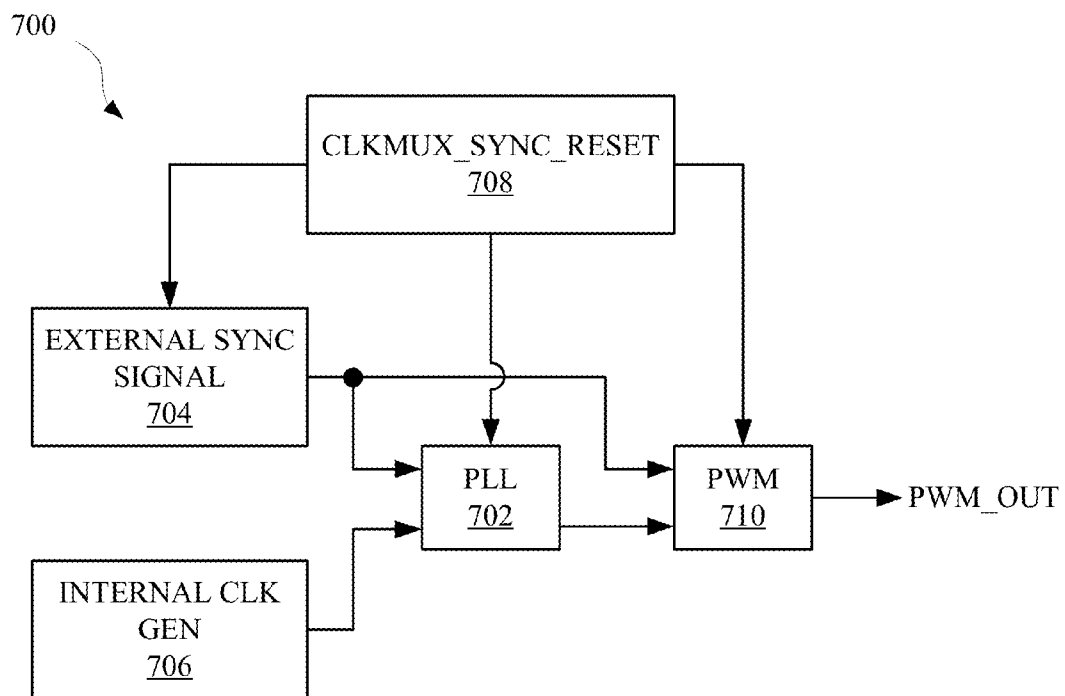 700
CLKMUX_SYNC_RESET
708
EXTERNAL SYNC
SIGNAL
704
PLL
702
PWM
710
PWM_OUT
INTERNAL CLK
GEN
706